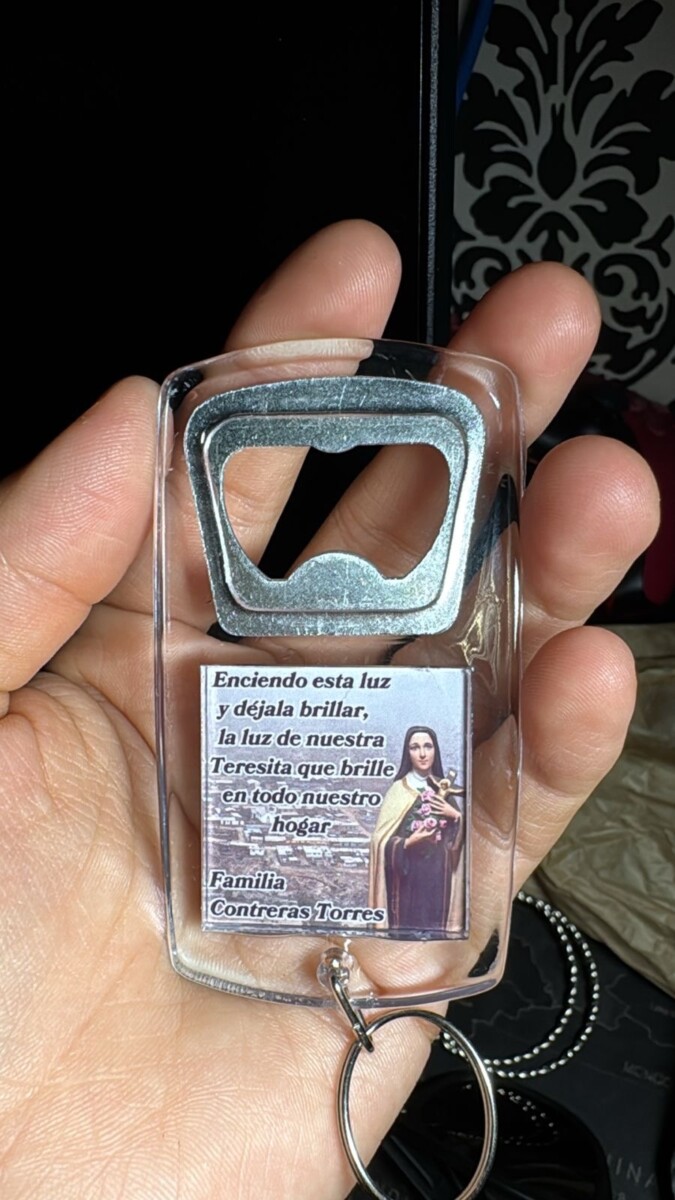 Enciendo esta luz
y déjala brillar,
la luz de nuestra
Teresita que brille
en todo nuestro
hogar
Familia
Contreras Torres